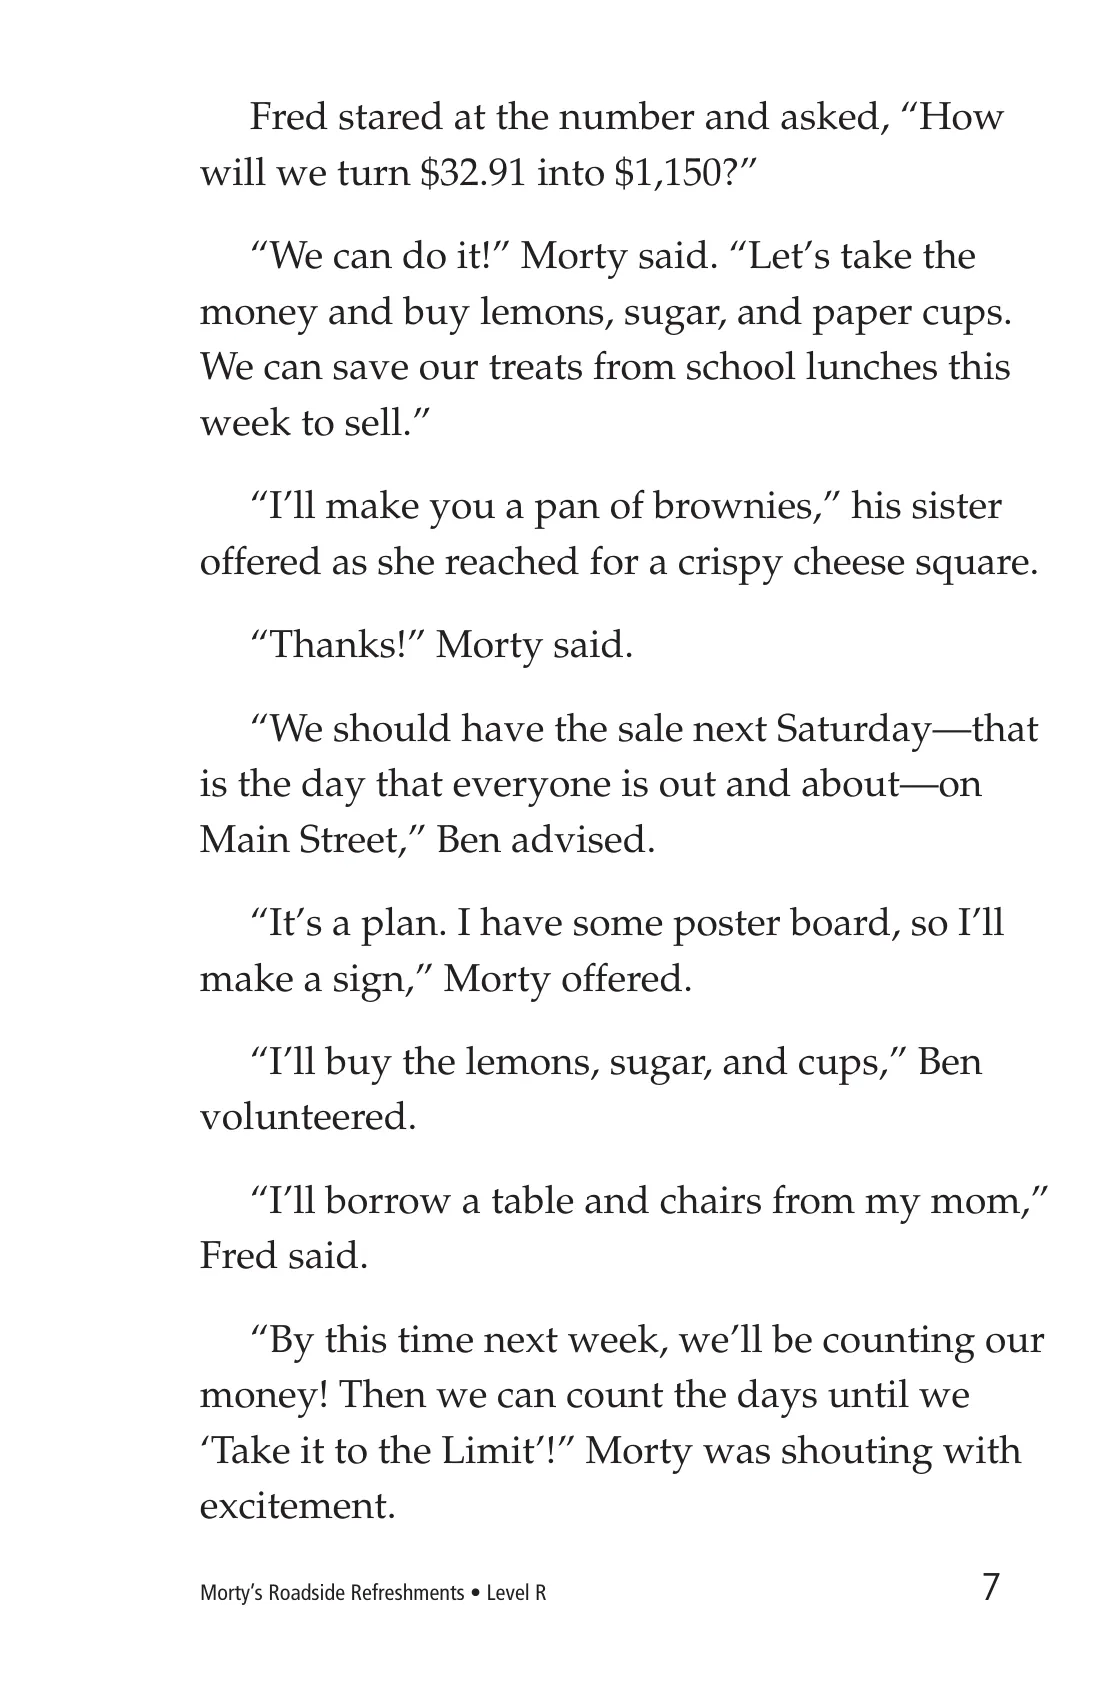 Fred stared at the number and asked, “How
will we turn $32.91 into $1,150?”
“We can do it!” Morty said. “Let’s take the
money and buy lemons, sugar, and paper cups.
We can save our treats from school lunches this
week to sell.”
“I’ll make you a pan of brownies,” his sister
offered as she reached for a crispy cheese square.
“Thanks!” Morty said.
“We should have the sale next Saturday—that
is the day that everyone is out and about—on
Main Street,” Ben advised.
“It’s a plan. I have some poster board, so I’ll
make a sign,” Morty offered.
“I’ll buy the lemons, sugar, and cups,” Ben
volunteered.
“I’ll borrow a table and chairs from my mom,”
Fred said.
“By this time next week, we’ll be counting our
money! Then we can count the days until we
‘Take it to the Limit’!” Morty was shouting with
excitement.
Morty’s Roadside Refreshments • Level R 7